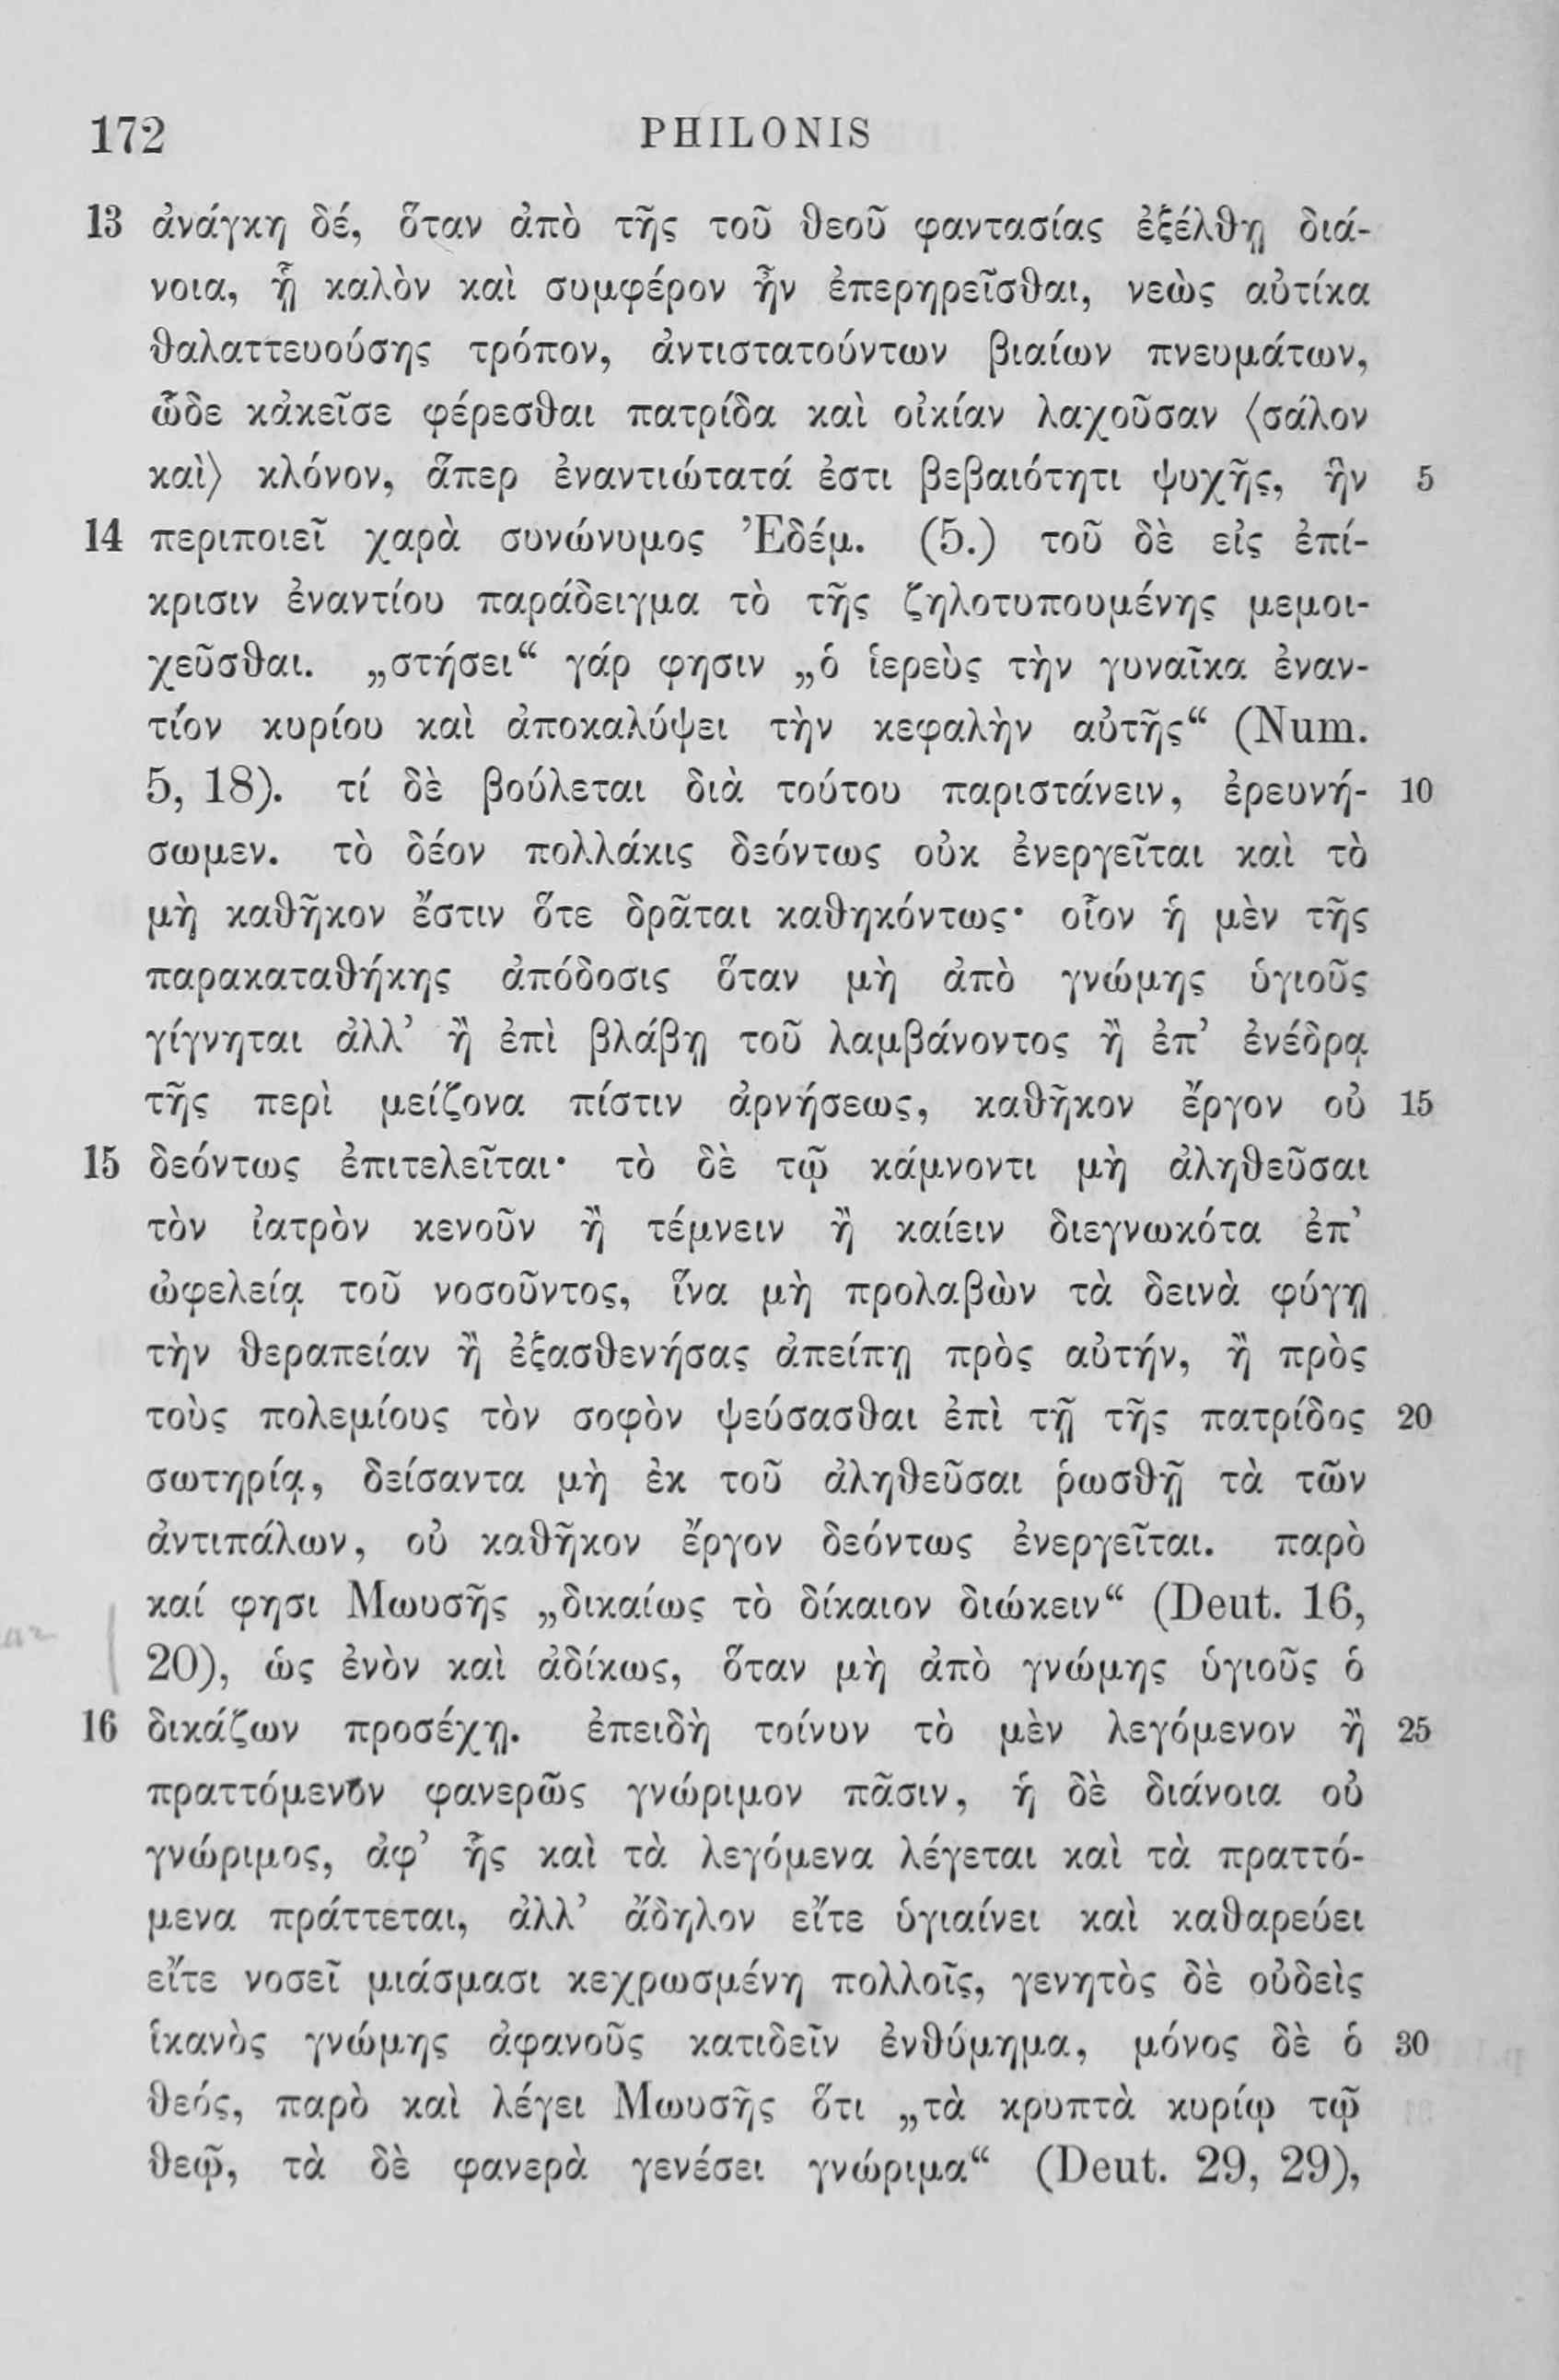 172 PHILONIS
13 ἀνάγκη δέ, ὅταν ἀπὸ τῆς τοῦ θεοῦ φαντασίας ἐξέλθῃ διά-
νοια, ᾗ καλὸν καὶ συμφέρον ἦν ἐπερηρεῖσθαι, νεὼς αὐτίκα
θαλαττευούσης τρόπον, ἀντιστατούντων βιαίων πνευμάτων,
ὧδε κἀκεῖσε φέρεσθαι πατρίδα καὶ οἰκίαν λαχοῦσαν ⟨σάλον
καὶ⟩ κλόνον, ἅπερ ἐναντιώτατά ἐστι βεβαιότητι ψυχῆς, ἣν 5
14 περιποιεῖ χαρὰ συνώνυμος Ἐδέμ. (5.) τοῦ δὲ εἰς ἐπί-
κρισιν ἐναντίου παράδειγμα τὸ τῆς ζηλοτυπουμένης μεμοι-
χεῦσθαι. „στήσει“ γάρ φησιν „ὁ ἱερεὺς τὴν γυναῖκα ἐναν-
τίον κυρίου καὶ ἀποκαλύψει τὴν κεφαλὴν αὐτῆς“ (Num.
5, 18). τί δὲ βούλεται διὰ τούτου παριστάνειν, ἐρευνή- 10
σωμεν. τὸ δέον πολλάκις δεόντως οὐκ ἐνεργεῖται καὶ τὸ
μὴ καθῆκον ἔστιν ὅτε δρᾶται καθηκόντως· οἷον ἡ μὲν τῆς
παρακαταθήκης ἀπόδοσις ὅταν μὴ ἀπὸ γνώμης ὑγιοῦς
γίγνηται ἀλλ’ ἢ ἐπὶ βλάβῃ τοῦ λαμβάνοντος ἢ ἐπ’ ἐνέδρᾳ
τῆς περὶ μείζονα πίστιν ἀρνήσεως, καθῆκον ἔργον οὐ 15
15 δεόντως ἐπιτελεῖται· τὸ δὲ τῷ κάμνοντι μὴ ἀληθεῦσαι
τὸν ἰατρὸν κενοῦν ἢ τέμνειν ἢ καίειν διεγνωκότα ἐπ’
ὠφελείᾳ τοῦ νοσοῦντος, ἵνα μὴ προλαβὼν τὰ δεινὰ φύγῃ
τὴν θεραπείαν ἢ ἐξασθενήσας ἀπείπῃ πρὸς αὐτήν, ἢ πρὸς
τοὺς πολεμίους τὸν σοφὸν ψεύσασθαι ἐπὶ τῇ τῆς πατρίδος 20
σωτηρίᾳ, δείσαντα μὴ ἐκ τοῦ ἀληθεῦσαι ῥωσθῇ τὰ τῶν
ἀντιπάλων, οὐ καθῆκον ἔργον δεόντως ἐνεργεῖται. παρὸ
καί φησι Μωυσῆς „δικαίως τὸ δίκαιον διώκειν“ (Deut. 16,
20), ὡς ἐνὸν καὶ ἀδίκως, ὅταν μὴ ἀπὸ γνώμης ὑγιοῦς ὁ
16 δικάζων προσέχῃ. ἐπειδὴ τοίνυν τὸ μὲν λεγόμενον ἢ 25
πραττόμενον φανερῶς γνώριμον πᾶσιν, ἡ δὲ διάνοια οὐ
γνώριμος, ἀφ’ ἧς καὶ τὰ λεγόμενα λέγεται καὶ τὰ πραττό-
μενα πράττεται, ἀλλ’ ἄδηλον εἴτε ὑγιαίνει καὶ καθαρεύει
εἴτε νοσεῖ μιάσμασι κεχρωσμένη πολλοῖς, γενητὸς δὲ οὐδεὶς
ἱκανὸς γνώμης ἀφανοῦς κατιδεῖν ἐνθύμημα, μόνος δὲ ὁ 30
θεός, παρὸ καὶ λέγει Μωυσῆς ὅτι „τὰ κρυπτὰ κυρίῳ τῷ
θεῷ, τὰ δὲ φανερὰ γενέσει γνώριμα“ (Deut. 29, 29),